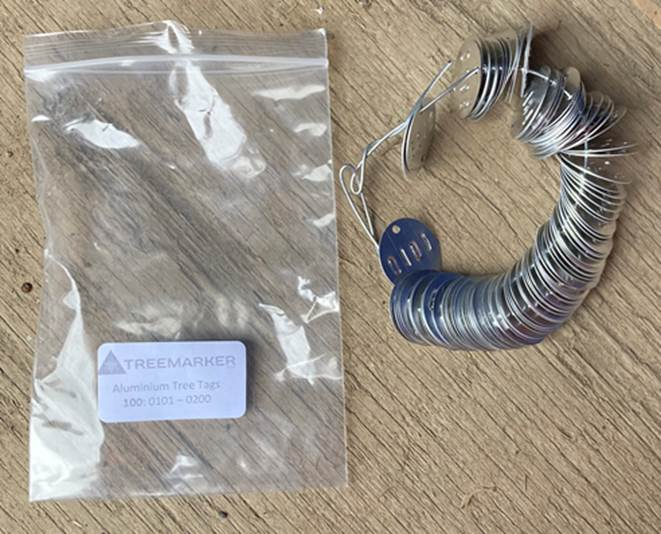 TREEMARKER
Aluminium Tree Tags
100: 0101 – 0200
0101